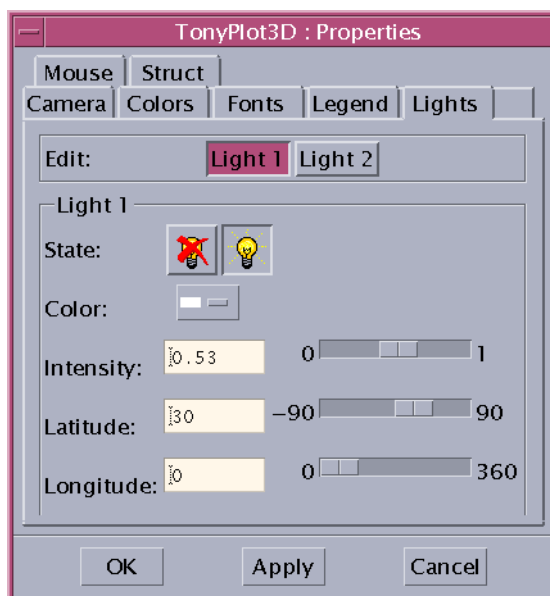 TonyPlot3D : Properties
Mouse Struct
Camera Colors Fonts Legend Lights
Edit: Light 1 Light 2
Light 1
State:
Color:
Intensity: 0.53 0 1
Latitude: 30 −90 90
Longitude: 0 0 360
OK Apply Cancel